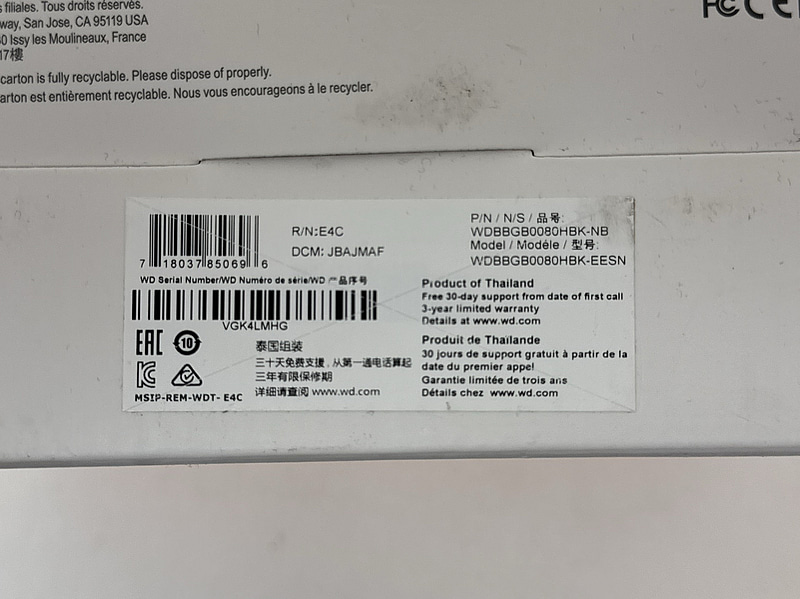 filiales. Tous droits réservés.
way, San Jose, CA 95119 USA
0 Issy les Moulineaux, France
17樓
carton is fully recyclable. Please dispose of properly.
arton est entièrement recyclable. Nous vous encourageons à le recycler.
FC CE
7 18037 85069 6
R/N:E4C
DCM: JBAJMAF
P/N / N/S / 品号:
WDBBGB0080HBK-NB
Model / Modéle / 型号:
WDBBGB0080HBK-EESN
WD Serial Number/WD Numéro de série/WD 产品序号
VGK4LMHG
EAC 10
泰国组装
三十天免费支援，从第一通电话算起
三年有限保修期
详细请查阅 www.wd.com
MSIP-REM-WDT- E4C
Product of Thailand
Free 30-day support from date of first call
3-year limited warranty
Details at www.wd.com
Produit de Thaïlande
30 jours de support gratuit à partir de la
date du premier appel
Garantie limitée de trois ans
Détails chez www.wd.com